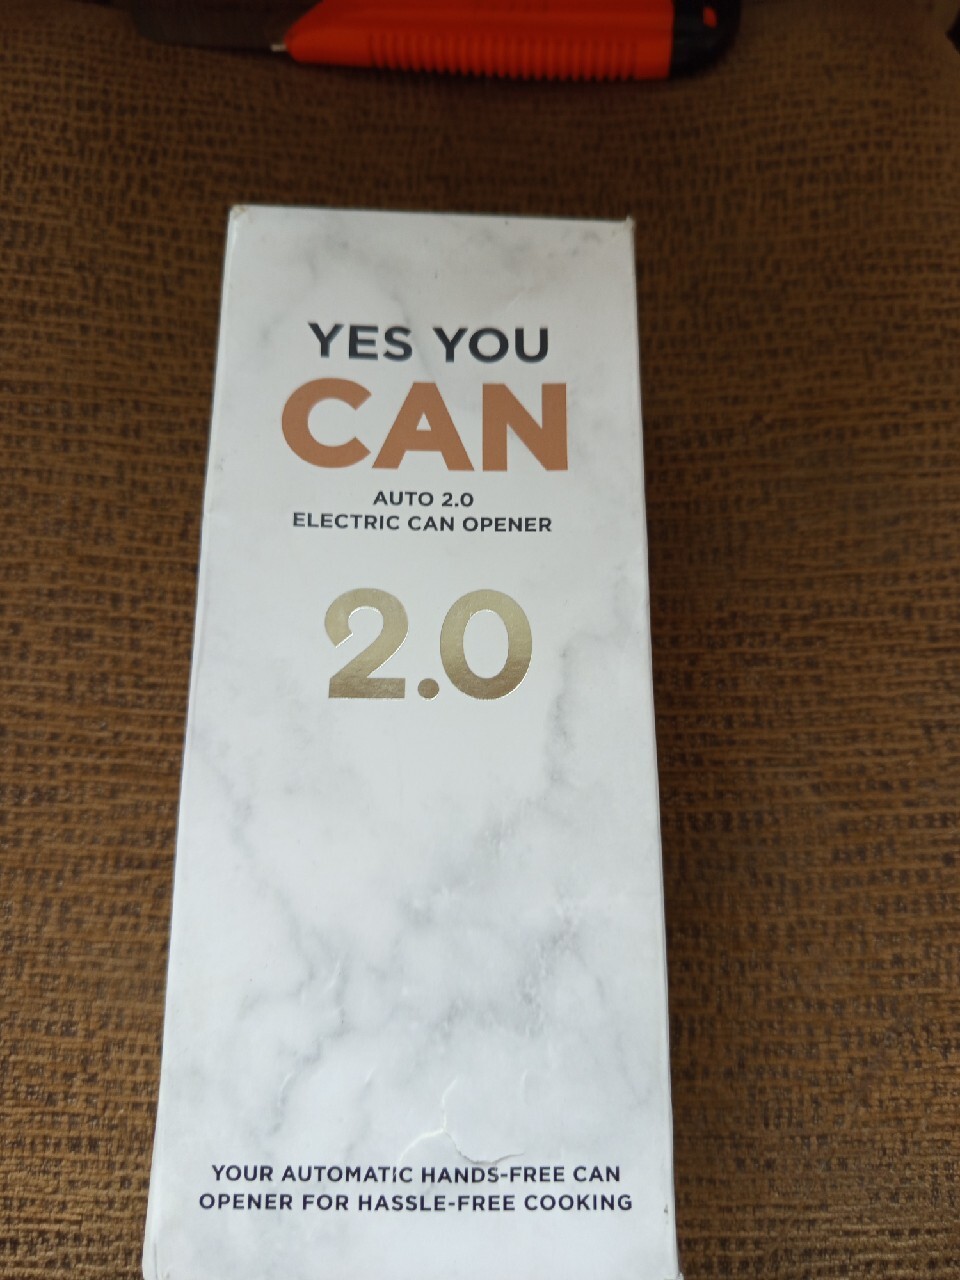 YES YOU
CAN
AUTO 2.0
ELECTRIC CAN OPENER
2.0
YOUR AUTOMATIC HANDS-FREE CAN
OPENER FOR HASSLE-FREE COOKING